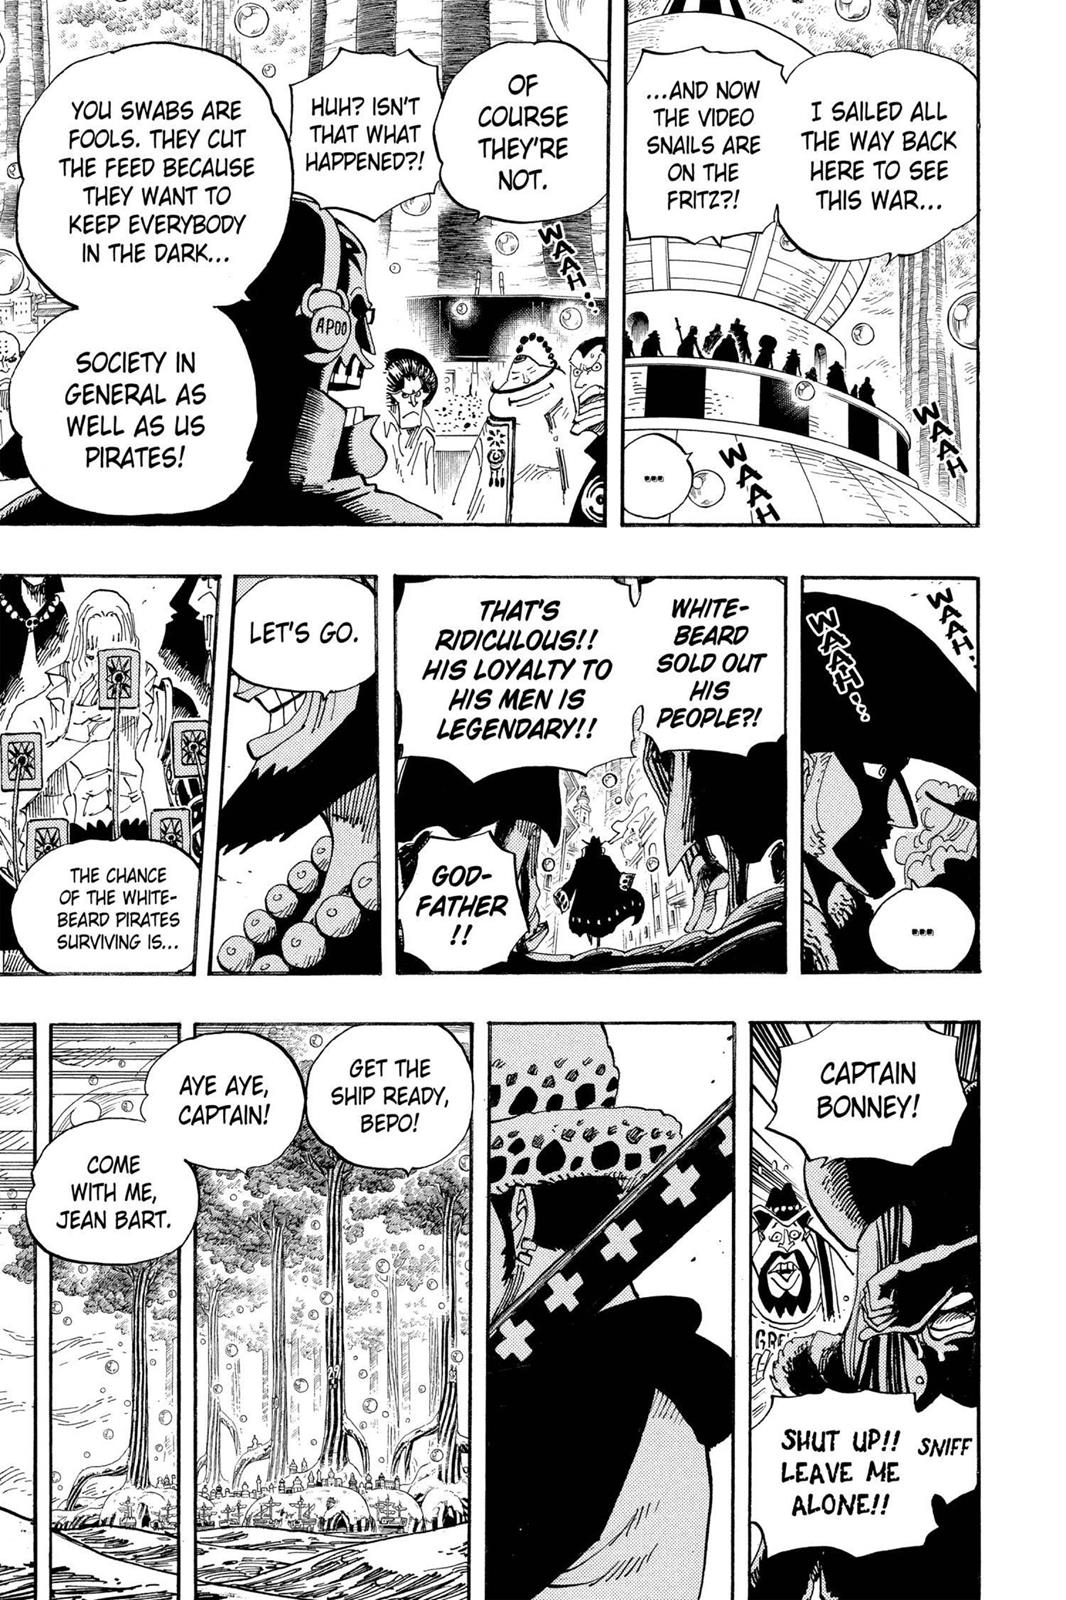 I SAILED ALL
THE WAY BACK
HERE TO SEE
THIS WAR...
...AND NOW
THE VIDEO
SNAILS ARE
ON THE
FRITZ?!
WAAH
WAAH
...
OF
COURSE
THEY'RE
NOT.
HUH? ISN'T
THAT WHAT
HAPPENED?!
WAAH...
YOU SWABS ARE
FOOLS. THEY CUT
THE FEED BECAUSE
THEY WANT TO
KEEP EVERYBODY
IN THE DARK...
APOO
SOCIETY IN
GENERAL AS
WELL AS US
PIRATES!
WAAH...
WAAH...
...
WHITE-
BEARD
SOLD OUT
HIS
PEOPLE?!
THAT'S
RIDICULOUS!!
HIS LOYALTY TO
HIS MEN IS
LEGENDARY!!
GOD-
FATHER
!!
LET'S GO.
THE CHANCE
OF THE WHITE-
BEARD PIRATES
SURVIVING IS...
CAPTAIN
BONNEY!
GRE
SHUT UP!!
LEAVE ME
ALONE!!
SNIFF
GET THE
SHIP READY,
BEPO!
AYE AYE,
CAPTAIN!
COME
WITH ME,
JEAN BART.
29